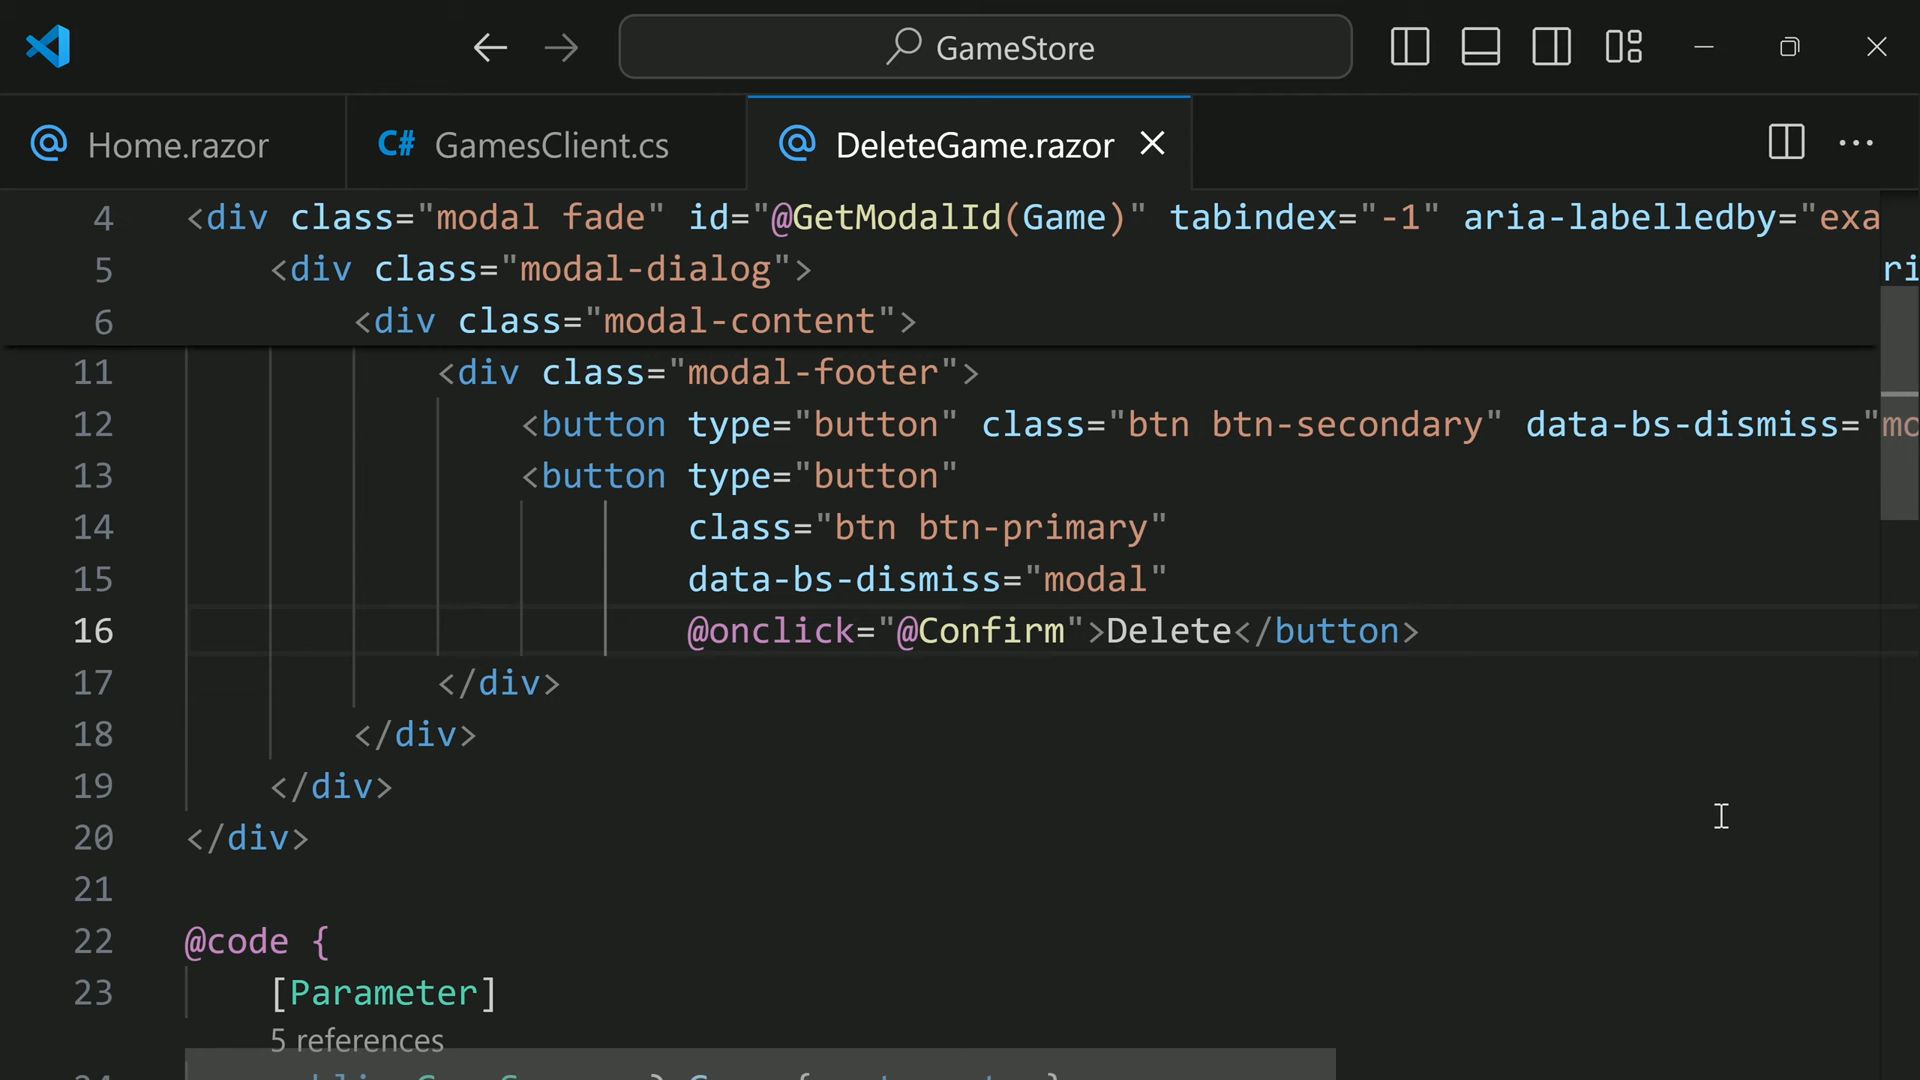 GameStore
Home.razor
C# GamesClient.cs
DeleteGame.razor
4 <div class="modal fade" id="@GetModalId(Game)" tabindex="-1" aria-labelledby="exa
5 <div class="modal-dialog">
6 <div class="modal-content">
11 <div class="modal-footer">
12 <button type="button" class="btn btn-secondary" data-bs-dismiss="mo
13 <button type="button"
14 class="btn btn-primary"
15 data-bs-dismiss="modal"
16 @onclick="@Confirm">Delete</button>
17 </div>
18 </div>
19 </div>
20 </div>
21
22 @code {
23 [Parameter]
5 references